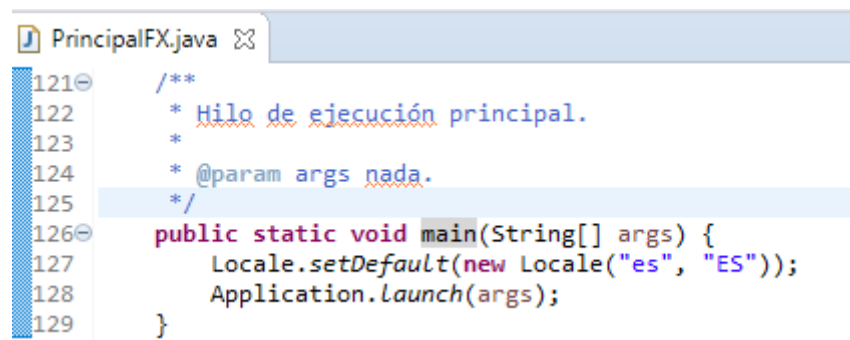 PrincipalFX.java
121 /**
122 * Hilo de ejecución principal.
123 *
124 * @param args nada.
125 */
126 public static void main(String[] args) {
127 Locale.setDefault(new Locale("es", "ES"));
128 Application.launch(args);
129 }